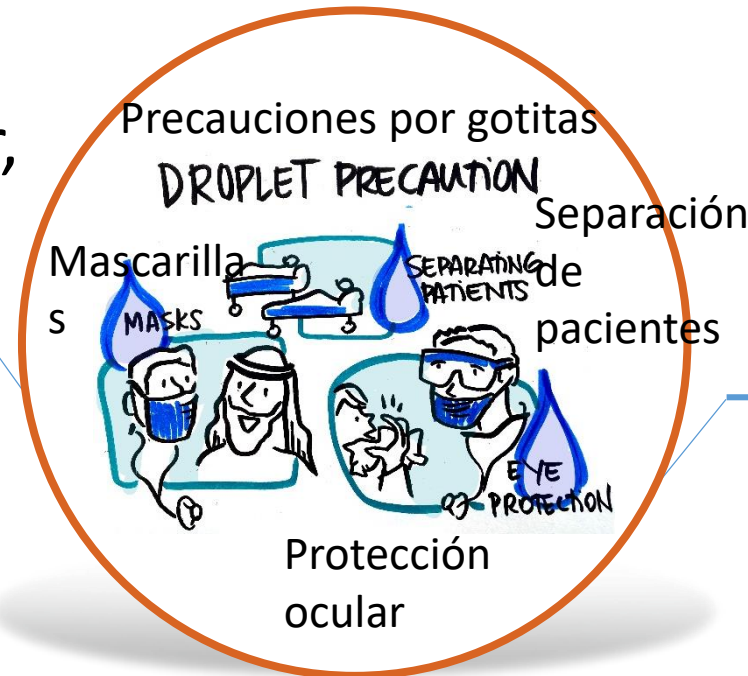 Precauciones por gotitas
DROPLET PRECAUTION
Separación
de
pacientes
Mascarilla
s
SEPARATING
PATIENTS
MASKS
EYE
PROTECTION
Protección
ocular